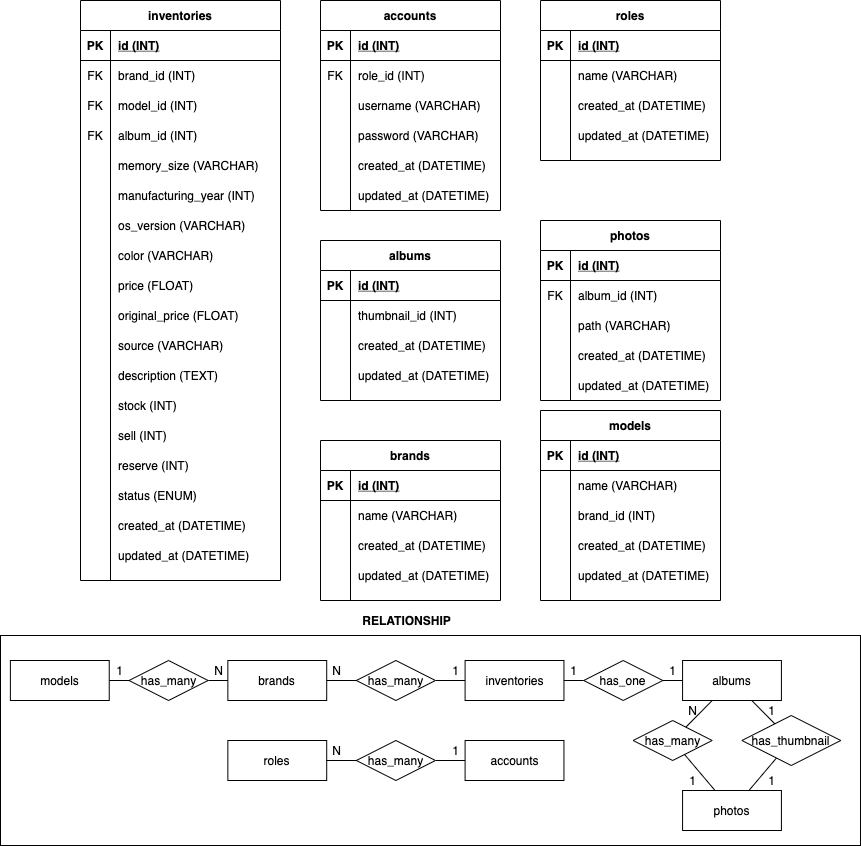 inventories
PK id (INT)
FK brand_id (INT)
FK model_id (INT)
FK album_id (INT)
memory_size (VARCHAR)
manufacturing_year (INT)
os_version (VARCHAR)
color (VARCHAR)
price (FLOAT)
original_price (FLOAT)
source (VARCHAR)
description (TEXT)
stock (INT)
sell (INT)
reserve (INT)
status (ENUM)
created_at (DATETIME)
updated_at (DATETIME)
accounts
PK id (INT)
FK role_id (INT)
username (VARCHAR)
password (VARCHAR)
created_at (DATETIME)
updated_at (DATETIME)
roles
PK id (INT)
name (VARCHAR)
created_at (DATETIME)
updated_at (DATETIME)
albums
PK id (INT)
thumbnail_id (INT)
created_at (DATETIME)
updated_at (DATETIME)
photos
PK id (INT)
FK album_id (INT)
path (VARCHAR)
created_at (DATETIME)
updated_at (DATETIME)
brands
PK id (INT)
name (VARCHAR)
created_at (DATETIME)
updated_at (DATETIME)
models
PK id (INT)
name (VARCHAR)
brand_id (INT)
created_at (DATETIME)
updated_at (DATETIME)
RELATIONSHIP
models 1 has_many N brands N has_many 1 inventories 1 has_one 1 albums
N 1
has_many has_thumbnail
roles N has_many 1 accounts
1 1
photos